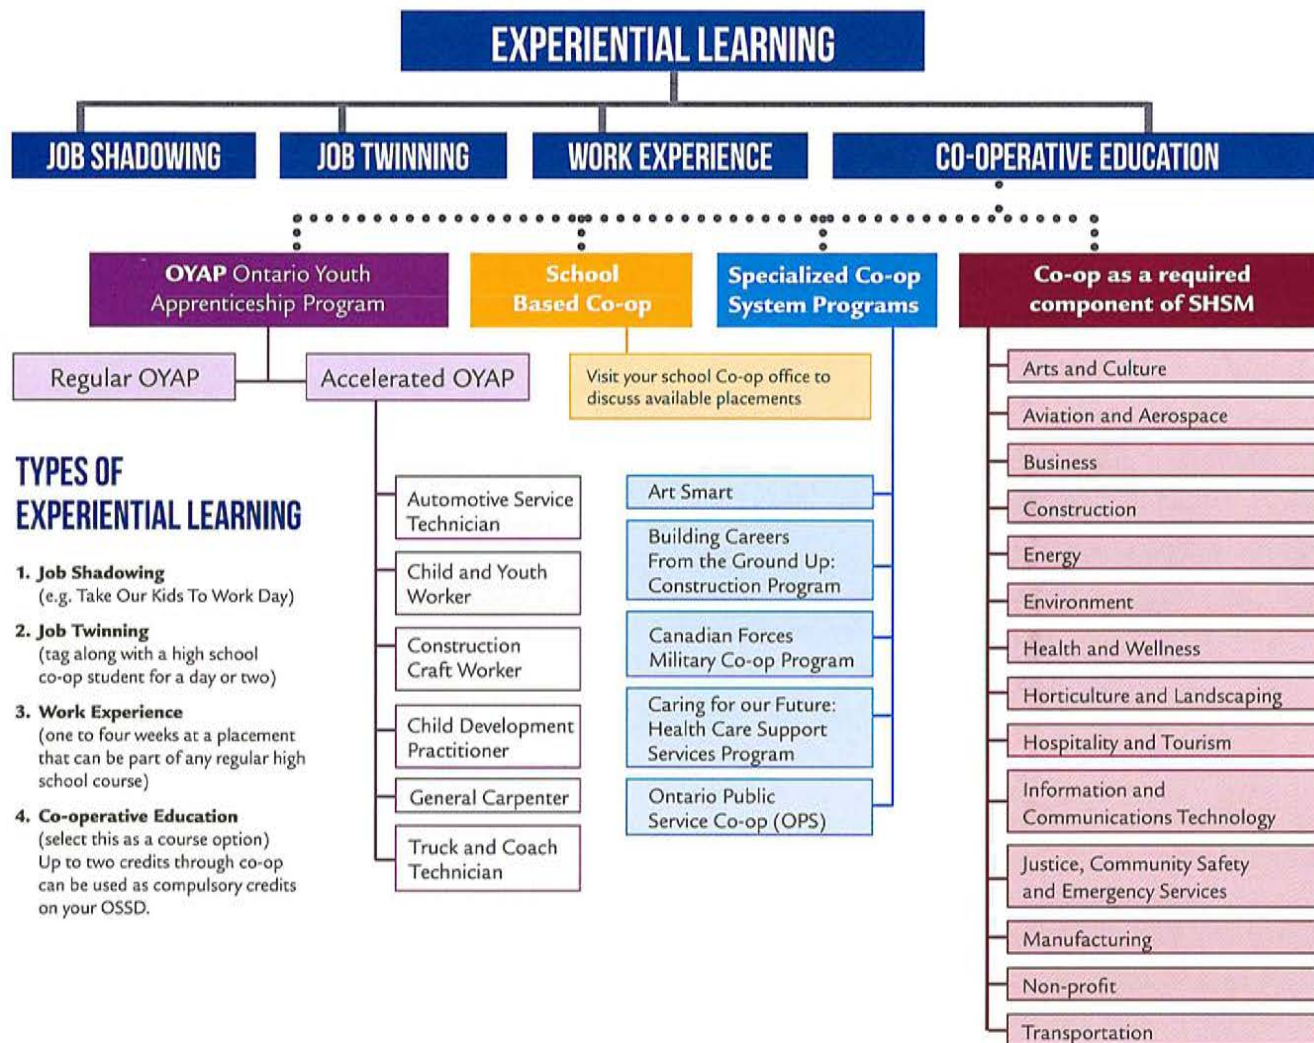 EXPERIENTIAL LEARNING
JOB SHADOWING
JOB TWINNING
WORK EXPERIENCE
CO-OPERATIVE EDUCATION
OYAP Ontario Youth
Apprenticeship Program
School
Based Co-op
Specialized Co-op
System Programs
Co-op as a required
component of SHSM
Regular OYAP
Accelerated OYAP
Visit your school Co-op office to
discuss available placements
TYPES OF
EXPERIENTIAL LEARNING
1. Job Shadowing
(e.g. Take Our Kids To Work Day)
2. Job Twinning
(tag along with a high school
co-op student for a day or two)
3. Work Experience
(one to four weeks at a placement
that can be part of any regular high
school course)
4. Co-operative Education
(select this as a course option)
Up to two credits through co-op
can be used as compulsory credits
on your OSSD.
Automotive Service
Technician
Child and Youth
Worker
Construction
Craft Worker
Child Development
Practitioner
General Carpenter
Truck and Coach
Technician
Art Smart
Building Careers
From the Ground Up:
Construction Program
Canadian Forces
Military Co-op Program
Caring for our Future:
Health Care Support
Services Program
Ontario Public
Service Co-op (OPS)
Arts and Culture
Aviation and Aerospace
Business
Construction
Energy
Environment
Health and Wellness
Horticulture and Landscaping
Hospitality and Tourism
Information and
Communications Technology
Justice, Community Safety
and Emergency Services
Manufacturing
Non-profit
Transportation